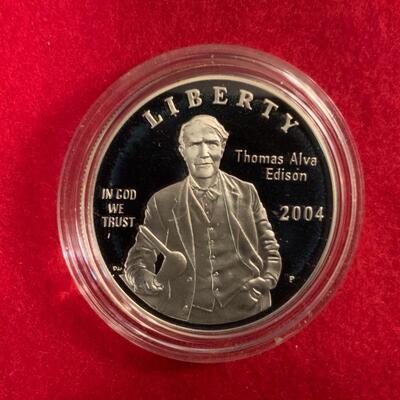 LIBERTY
Thomas Alva
Edison
IN GOD
WE
TRUST
2004
P